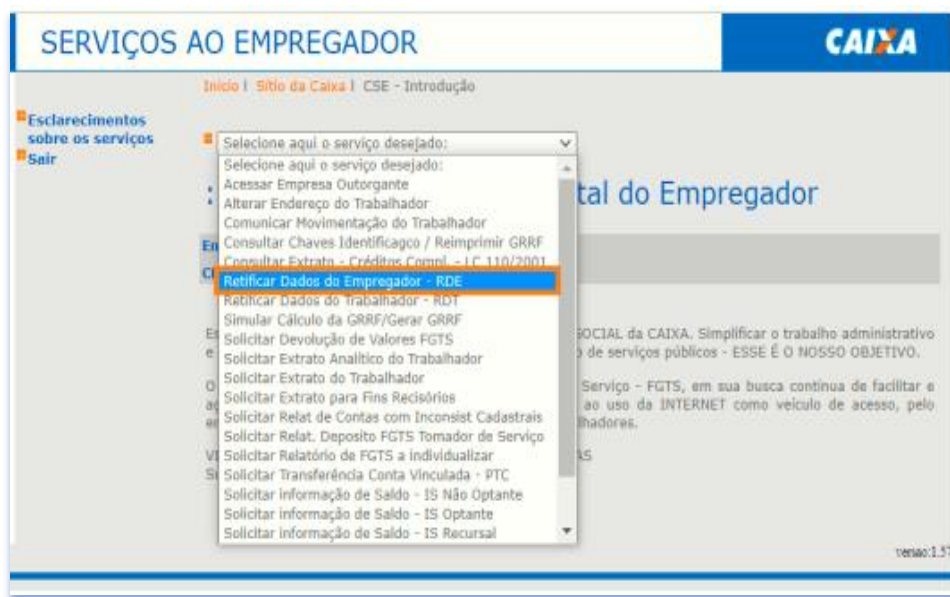 SERVIÇOS AO EMPREGADOR
CAIXA
Início | Sítio da Caixa | CSE - Introdução
Esclarecimentos
sobre os serviços
Sair
Selecione aqui o serviço desejado:
Selecione aqui o serviço desejado:
Acessar Empresa Outorgante
Alterar Endereço do Trabalhador
Comunicar Movimentação do Trabalhador
Consultar Chaves Identificagco / Reimprimir GRRF
Consultar Extrato - Créditos Compl. - LC 110/2001
Retificar Dados do Empregador - RDE
Retificar Dados do Trabalhador - RDT
Simular Cálculo da GRRF/Gerar GRRF
Solicitar Devolução de Valores FGTS
Solicitar Extrato Analítico do Trabalhador
Solicitar Extrato do Trabalhador
Solicitar Extrato para Fins Recisórios
Solicitar Relat de Contas com Inconsist Cadastrais
Solicitar Relat. Deposito FGTS Tomador de Serviço
Solicitar Relatório de FGTS a individualizar
Solicitar Transferência Conta Vinculada - PTC
Solicitar informação de Saldo - IS Não Optante
Solicitar informação de Saldo - IS Optante
Solicitar informação de Saldo - IS Recursal
tal do Empregador
SOCIAL da CAIXA. Simplificar o trabalho administrativo
de serviços públicos - ESSE É O NOSSO OBJETIVO.
Serviço - FGTS, em sua busca contínua de facilitar e
ao uso da INTERNET como veículo de acesso, pelo
lhadores.
AS
versao:1.57